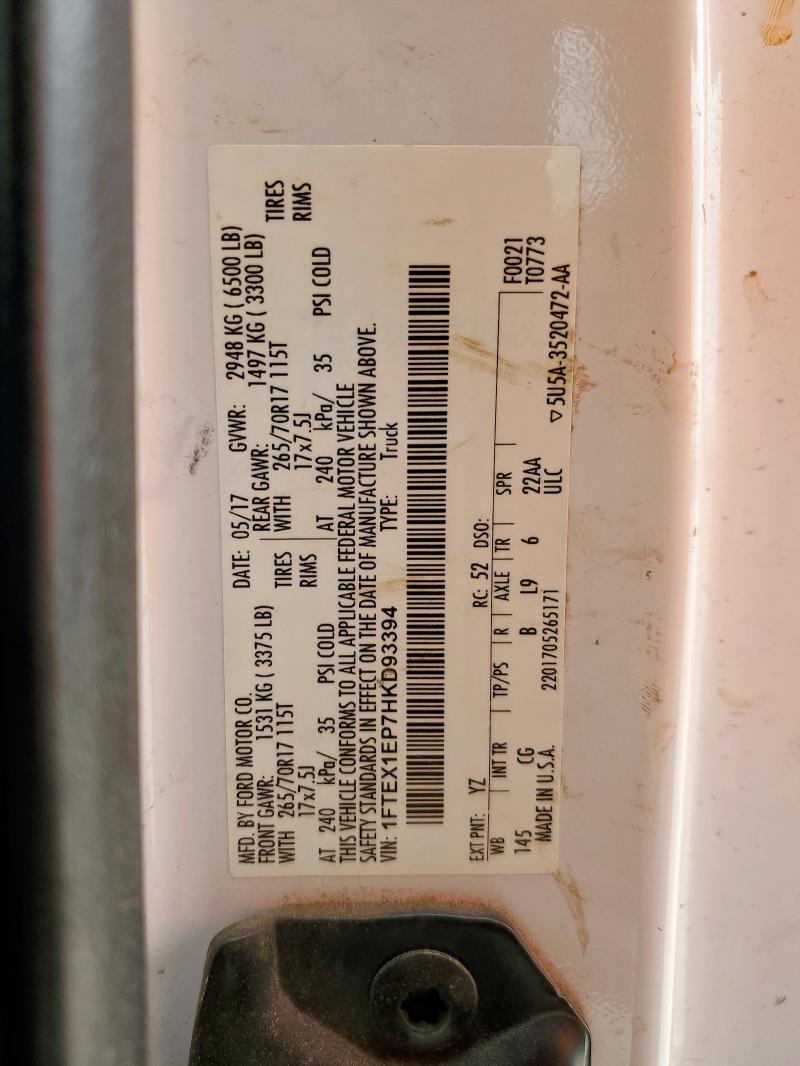 MFD. BY FORD MOTOR CO.
DATE: 05/17 GVWR: 2948 KG ( 6500 LB)
FRONT GAWR: 1531 KG ( 3375 LB) REAR GAWR: 1497 KG ( 3300 LB)
WITH 265/70R17 115T TIRES WITH 265/70R17 115T TIRES
17x7.5J RIMS 17x7.5J RIMS
AT 240 kPa/ 35 PSI COLD AT 240 kPa/ 35 PSI COLD
THIS VEHICLE CONFORMS TO ALL APPLICABLE FEDERAL MOTOR VEHICLE
SAFETY STANDARDS IN EFFECT ON THE DATE OF MANUFACTURE SHOWN ABOVE.
VIN: 1FTEX1EP7HKD93394 TYPE: Truck
EXT PNT: YZ RC: 52 DSO:
WB INT TR TP/PS R AXLE TR SPR F0021
145 CG B L9 6 22AA T0773
MADE IN U.S.A. 2201705265171 ULC ▽5U5A-3520472-AA